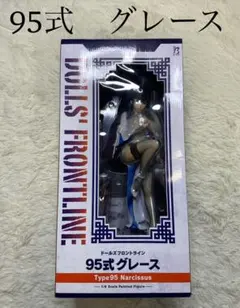 95式 グレース
DOLLS' FRONTLINE
ドールズフロントライン
95式 グレース
Type95 Narcissus
1/8 Scale Painted Figure